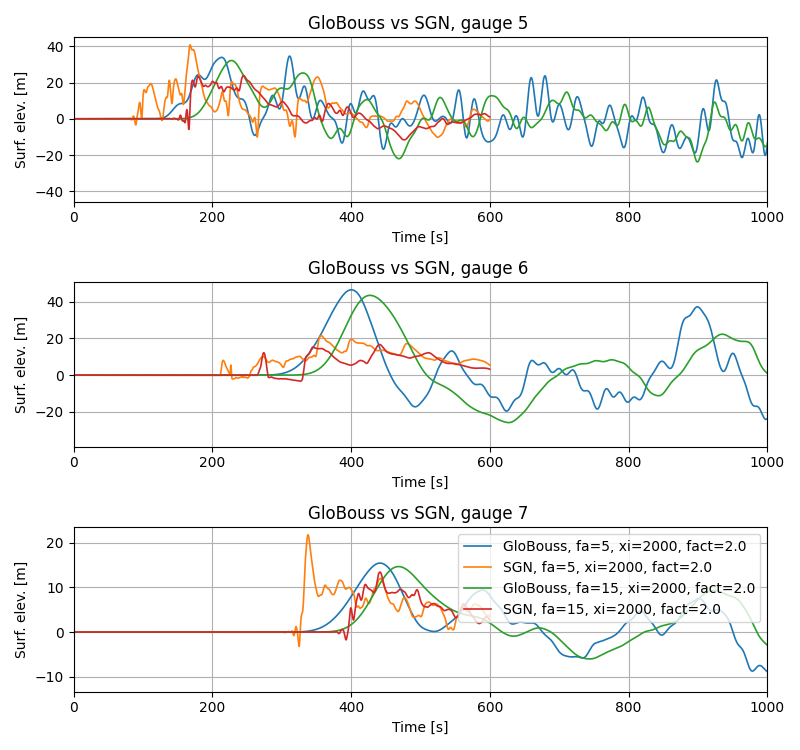 GloBouss vs SGN, gauge 5
Surf. elev. [m]
40
20
0
−20
−40
0 200 400 600 800 1000
Time [s]
GloBouss vs SGN, gauge 6
Surf. elev. [m]
40
20
0
−20
0 200 400 600 800 1000
Time [s]
GloBouss vs SGN, gauge 7
Surf. elev. [m]
20
10
0
−10
GloBouss, fa=5, xi=2000, fact=2.0
SGN, fa=5, xi=2000, fact=2.0
GloBouss, fa=15, xi=2000, fact=2.0
SGN, fa=15, xi=2000, fact=2.0
0 200 400 600 800 1000
Time [s]